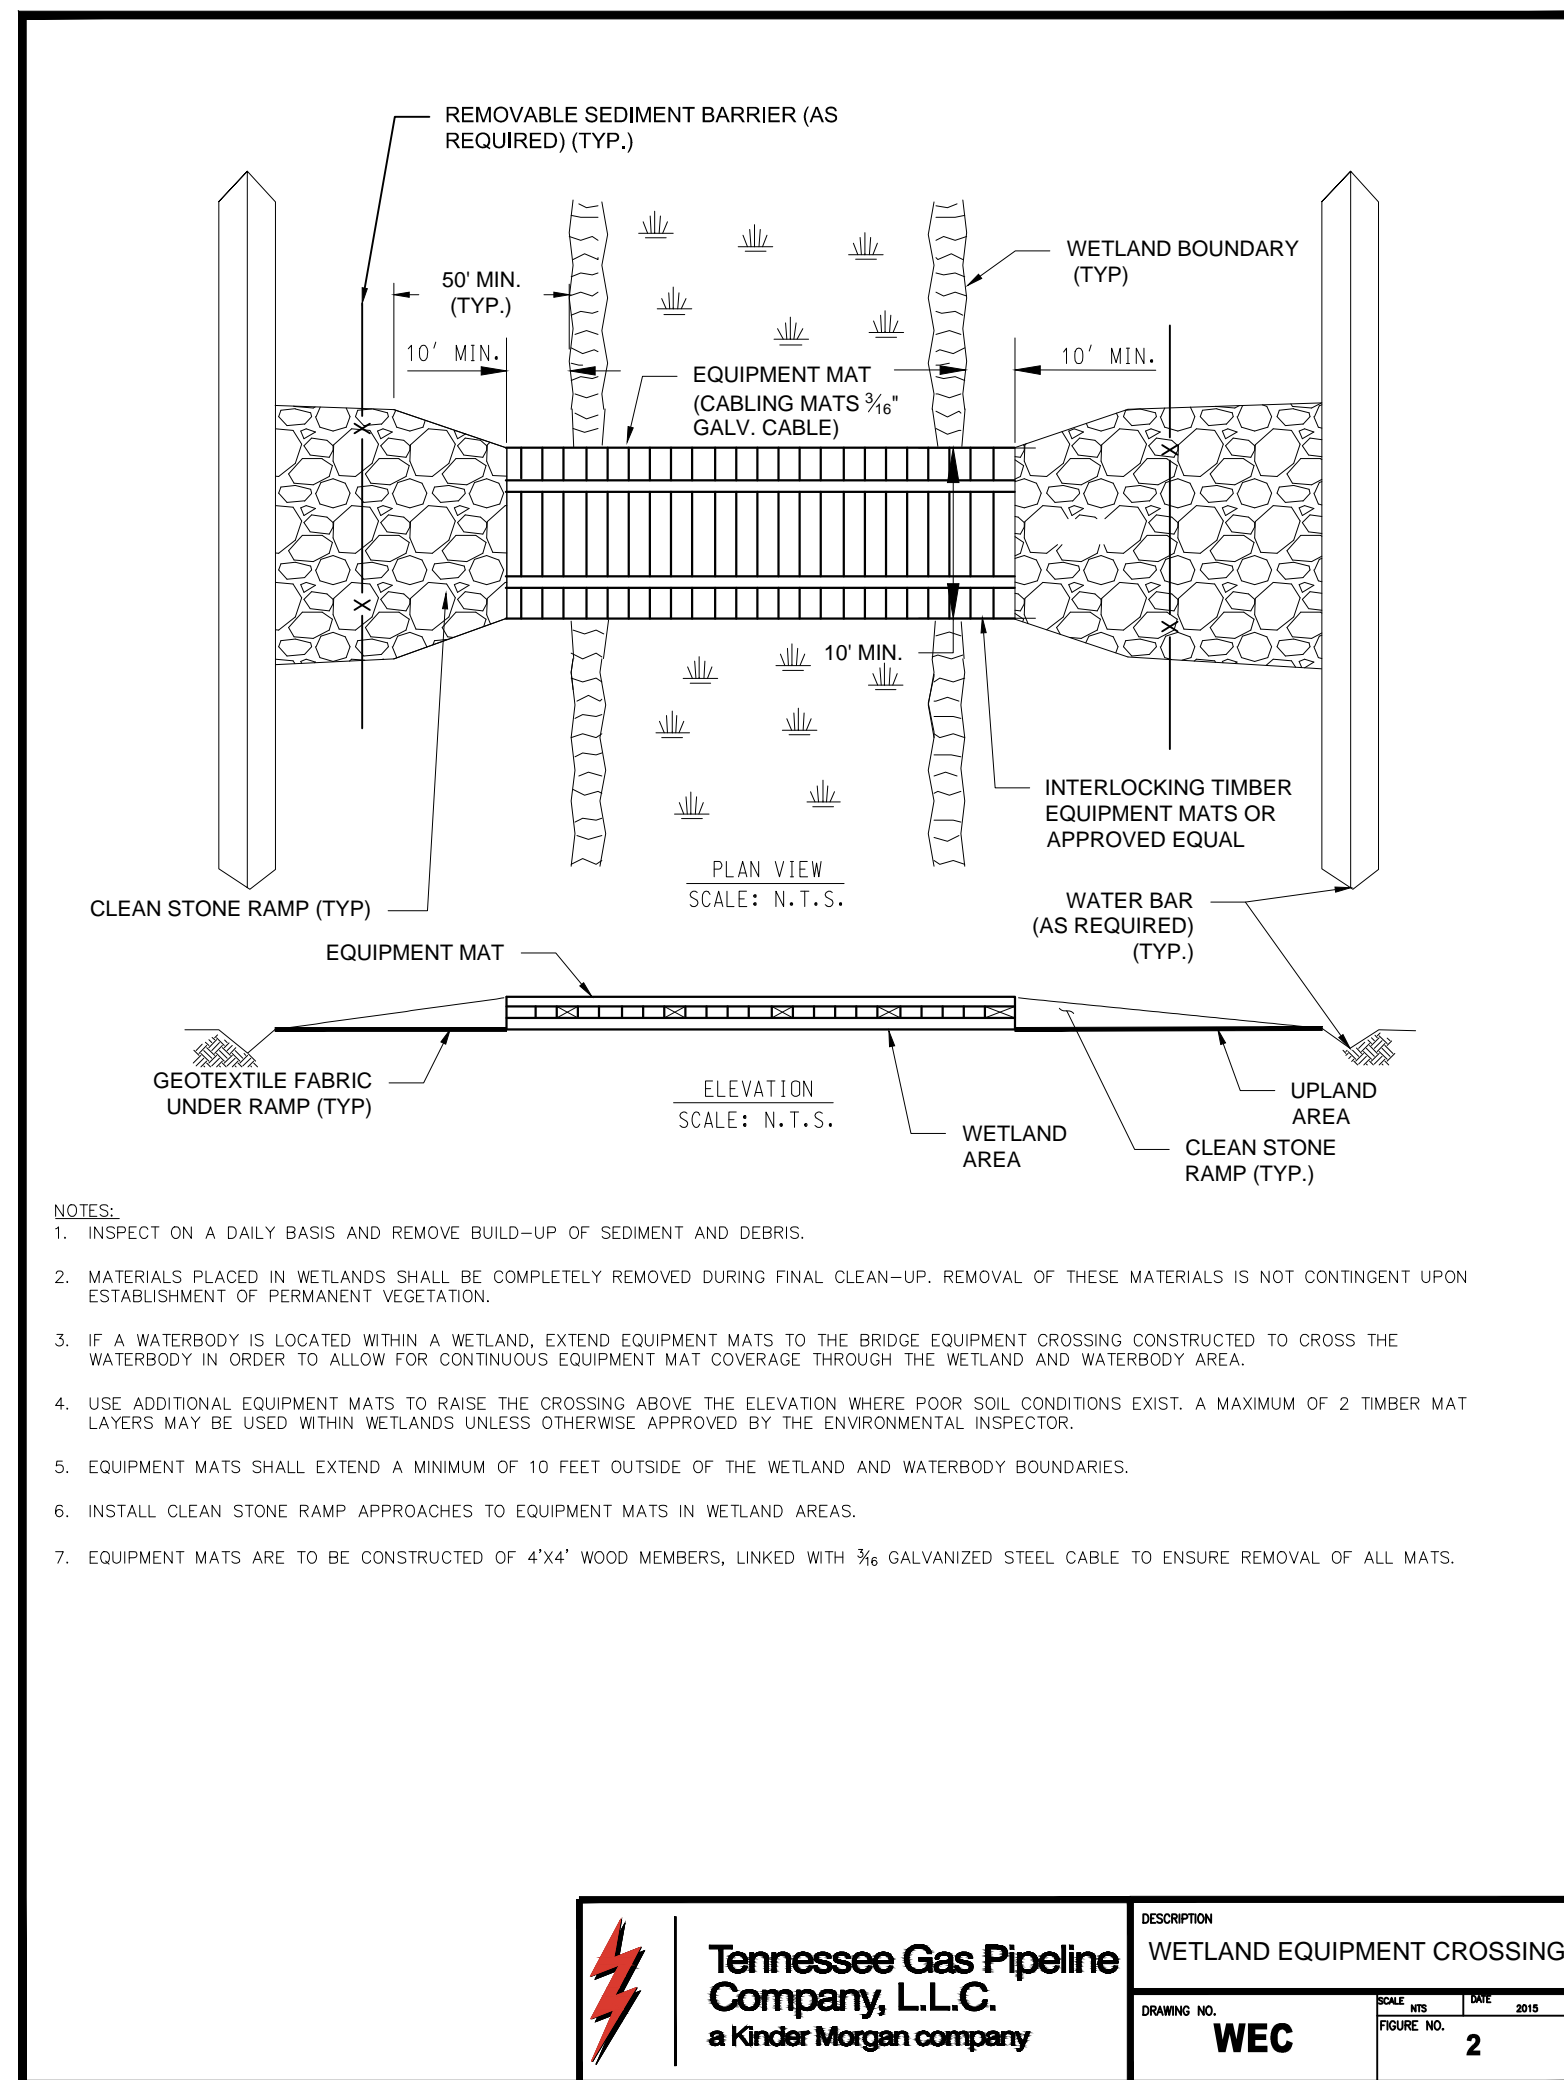 REMOVABLE SEDIMENT BARRIER (AS
REQUIRED) (TYP.)
WETLAND BOUNDARY
(TYP)
50' MIN.
(TYP.)
10' MIN.
10' MIN.
EQUIPMENT MAT
(CABLING MATS 3⁄16"
GALV. CABLE)
X
X
X
X
10' MIN.
INTERLOCKING TIMBER
EQUIPMENT MATS OR
APPROVED EQUAL
PLAN VIEW
SCALE: N.T.S.
CLEAN STONE RAMP (TYP)
WATER BAR
(AS REQUIRED)
(TYP.)
EQUIPMENT MAT
GEOTEXTILE FABRIC
UNDER RAMP (TYP)
ELEVATION
SCALE: N.T.S.
UPLAND
AREA
WETLAND
AREA
CLEAN STONE
RAMP (TYP.)
NOTES:
1. INSPECT ON A DAILY BASIS AND REMOVE BUILD-UP OF SEDIMENT AND DEBRIS.
2. MATERIALS PLACED IN WETLANDS SHALL BE COMPLETELY REMOVED DURING FINAL CLEAN-UP. REMOVAL OF THESE MATERIALS IS NOT CONTINGENT UPON
ESTABLISHMENT OF PERMANENT VEGETATION.
3. IF A WATERBODY IS LOCATED WITHIN A WETLAND, EXTEND EQUIPMENT MATS TO THE BRIDGE EQUIPMENT CROSSING CONSTRUCTED TO CROSS THE
WATERBODY IN ORDER TO ALLOW FOR CONTINUOUS EQUIPMENT MAT COVERAGE THROUGH THE WETLAND AND WATERBODY AREA.
4. USE ADDITIONAL EQUIPMENT MATS TO RAISE THE CROSSING ABOVE THE ELEVATION WHERE POOR SOIL CONDITIONS EXIST. A MAXIMUM OF 2 TIMBER MAT
LAYERS MAY BE USED WITHIN WETLANDS UNLESS OTHERWISE APPROVED BY THE ENVIRONMENTAL INSPECTOR.
5. EQUIPMENT MATS SHALL EXTEND A MINIMUM OF 10 FEET OUTSIDE OF THE WETLAND AND WATERBODY BOUNDARIES.
6. INSTALL CLEAN STONE RAMP APPROACHES TO EQUIPMENT MATS IN WETLAND AREAS.
7. EQUIPMENT MATS ARE TO BE CONSTRUCTED OF 4'X4' WOOD MEMBERS, LINKED WITH 3⁄16 GALVANIZED STEEL CABLE TO ENSURE REMOVAL OF ALL MATS.
Tennessee Gas Pipeline
Company, L.L.C.
a Kinder Morgan company
DESCRIPTION
WETLAND EQUIPMENT CROSSING
DRAWING NO.
WEC
SCALE NTS
DATE 2015
FIGURE NO.
2